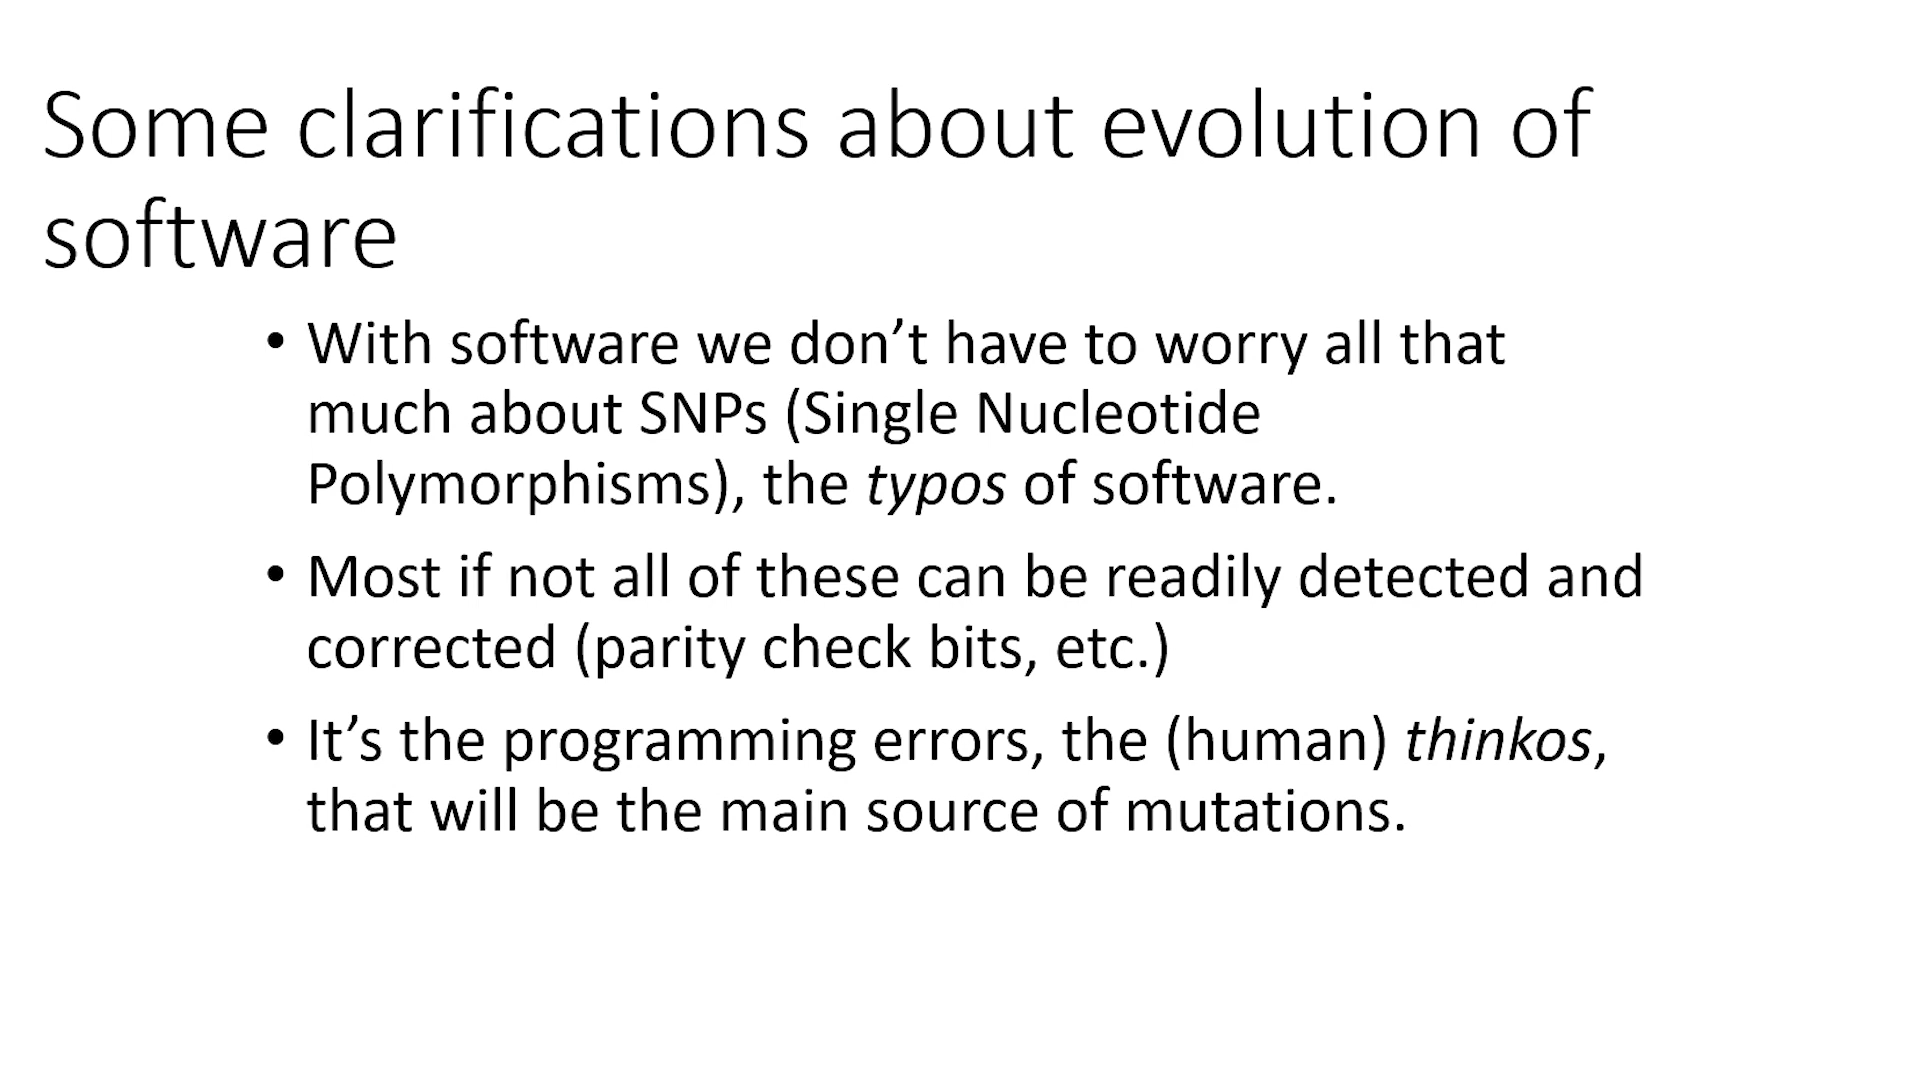 Some clarifications about evolution of
software
• With software we don’t have to worry all that
much about SNPs (Single Nucleotide
Polymorphisms), the typos of software.
• Most if not all of these can be readily detected and
corrected (parity check bits, etc.)
• It’s the programming errors, the (human) thinkos,
that will be the main source of mutations.